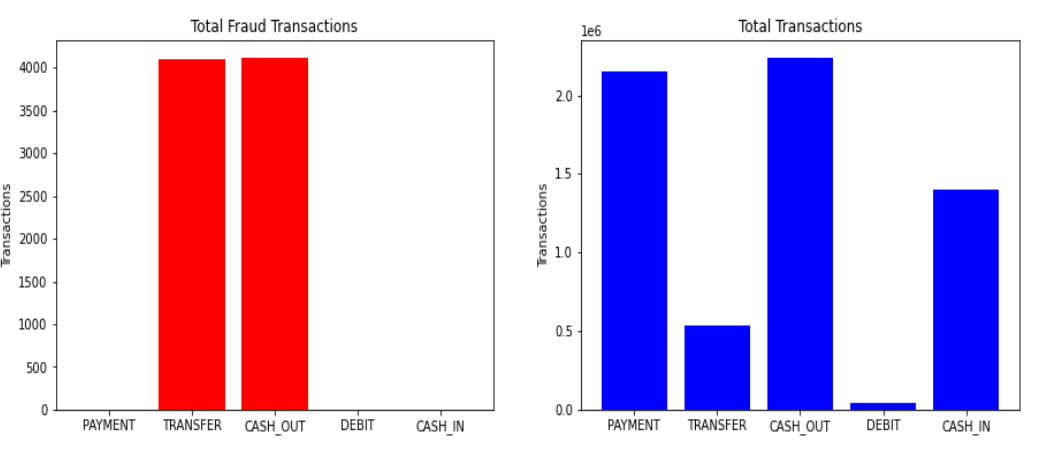 Total Fraud Transactions
4000
3500
3000
2500
2000
1500
1000
500
0
Transactions
PAYMENT TRANSFER CASH_OUT DEBIT CASH_IN
Total Transactions
1e6
2.0
1.5
1.0
0.5
0.0
Transactions
PAYMENT TRANSFER CASH_OUT DEBIT CASH_IN